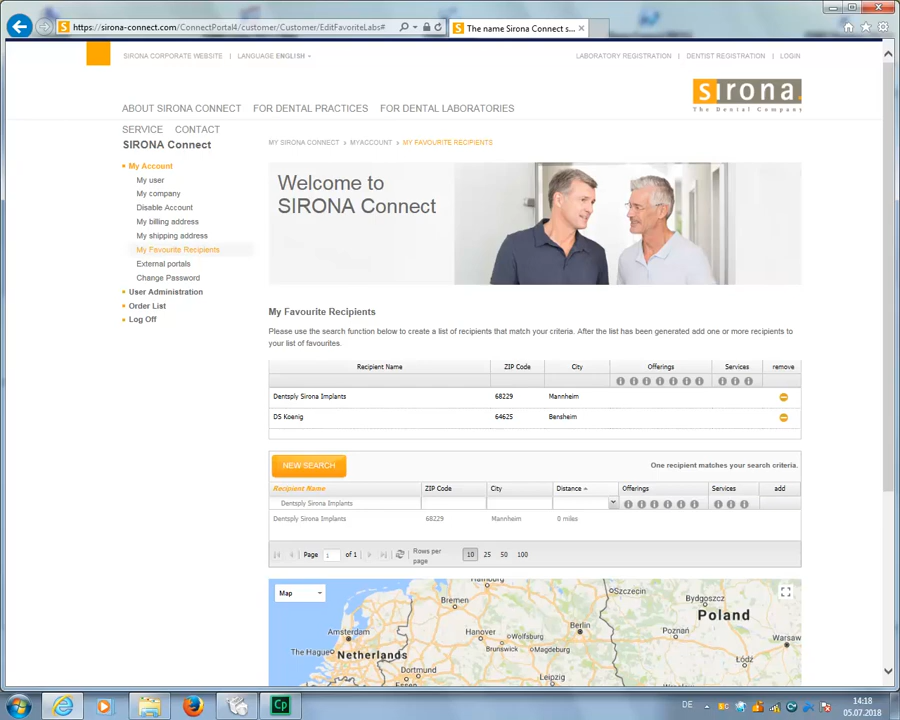 https://sirona-connect.com/ConnectPortal4/customer/Customer/EditFavoriteLabs#
The name Sirona Connect s...
SIRONA CORPORATE WEBSITE | LANGUAGE ENGLISH
LABORATORY REGISTRATION | DENTIST REGISTRATION | LOGIN
sirona.
The Dental Company
ABOUT SIRONA CONNECT FOR DENTAL PRACTICES FOR DENTAL LABORATORIES
SERVICE CONTACT
SIRONA Connect
MY SIRONA CONNECT > MYACCOUNT > MY FAVOURITE RECIPIENTS
My Account
My user
My company
Disable Account
My billing address
My shipping address
My Favourite Recipients
External portals
Change Password
User Administration
Order List
Log Off
Welcome to
SIRONA Connect
My Favourite Recipients
Please use the search function below to create a list of recipients that match your criteria. After the list has been generated add one or more recipients to
your list of favourites.
Recipient Name ZIP Code City Offerings Services remove
Dentsply Sirona Implants 68229 Mannheim
DS Koenig 64625 Bensheim
NEW SEARCH
One recipient matches your search criteria.
Recipient Name ZIP Code City Distance Offerings Services add
Dentsply Sirona Implants
Dentsply Sirona Implants 68229 Mannheim 0 miles
Page 1 of 1
Rows per
page
10 25 50 100
Map
Hamburg
Szczecin
Bydgoszcz
Bremen
Poland
Berlin
Amsterdam
Hanover
Wolfsburg
Poznań
Warsaw
The Hague
Netherlands
Brunswick
Magdeburg
Łódź
Dortmund
Essen
Leipzig
DE
14:18
05.07.2018
Cp